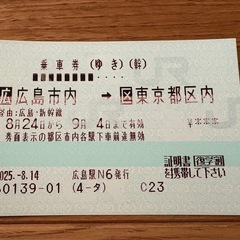 乗車券 (ゆき) (幹)
広 広島市内 → 区 東京都区内
経由:広島・新幹線
8月24日から 9月 4日まで有効 ¥****
券面表示の都区市内各駅下車前途無効
証明書 復学割
を携帯して下さい
2025.-8.14 広島駅N6発行
60139-01 (4-タ) C23